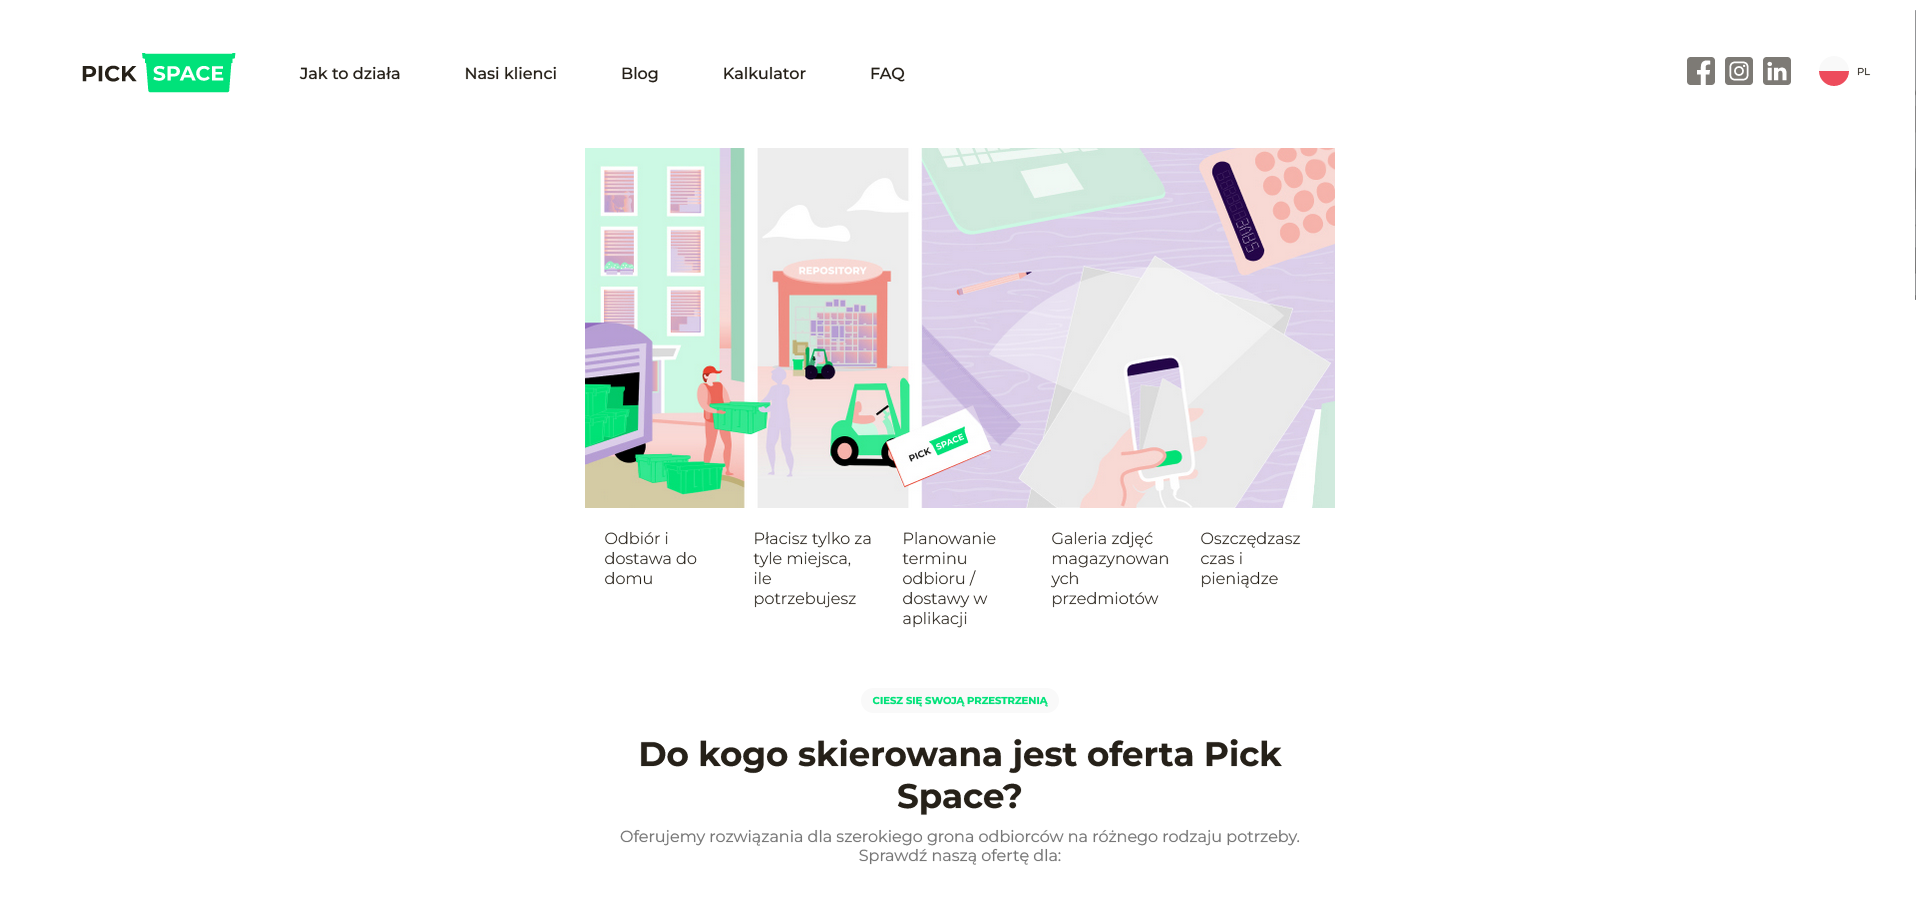 PICK SPACE
Jak to działa
Nasi klienci
Blog
Kalkulator
FAQ
PL
REPOSITORY
PICK SPACE
Odbiór i
dostawa do
domu
Płacisz tylko za
tyle miejsca,
ile
potrzebujesz
Planowanie
terminu
odbioru /
dostawy w
aplikacji
Galeria zdjęć
magazynowan
ych
przedmiotów
Oszczędzasz
czas i
pieniądze
CIESZ SIĘ SWOJĄ PRZESTRZENIĄ
Do kogo skierowana jest oferta Pick
Space?
Oferujemy rozwiązania dla szerokiego grona odbiorców na różnego rodzaju potrzeby.
Sprawdź naszą ofertę dla: